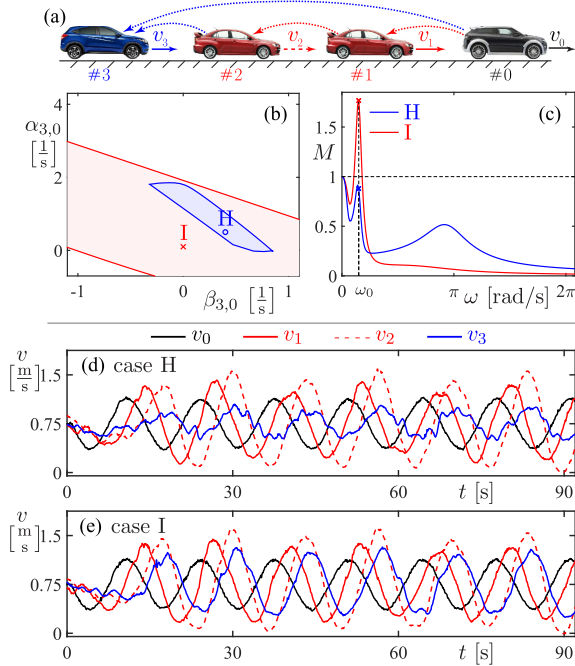 (a)
v₃ v₂ v₁ v₀
#3 #2 #1 #0
(b) (c)
α₃,₀ [1/s]
4
2
0
H
I
-1 0 1
β₃,₀ [1/s]
M
1.5
1
0.5
0
H
I
0 ω₀ π ω [rad/s] 2π
v₀ v₁ v₂ v₃
v [m/s]
(d) case H
1.5
0.75
0
0 30 60 t [s] 90
v [m/s]
(e) case I
1.5
0.75
0
0 30 60 t [s] 90